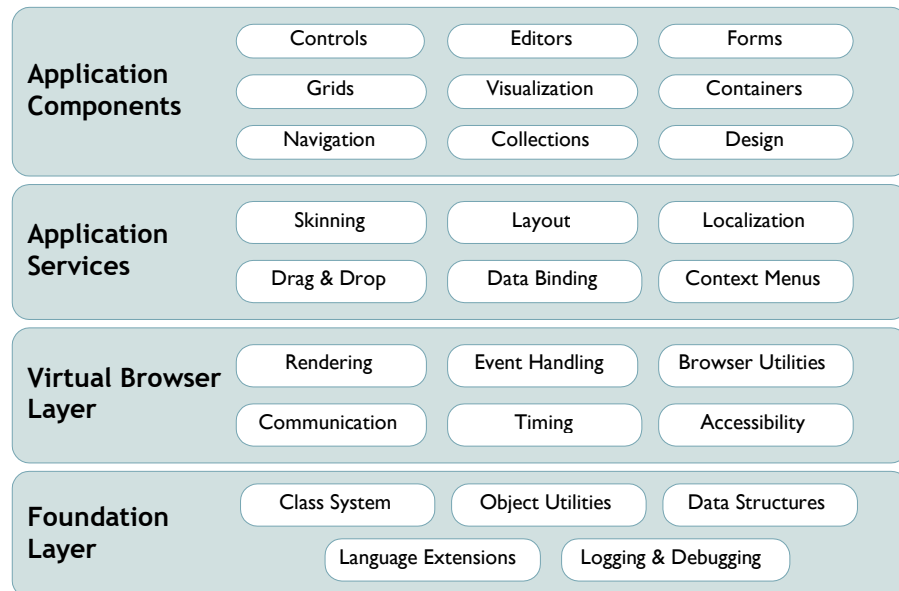 Application
Components
Controls
Editors
Forms
Grids
Visualization
Containers
Navigation
Collections
Design
Application
Services
Skinning
Layout
Localization
Drag & Drop
Data Binding
Context Menus
Virtual Browser
Layer
Rendering
Event Handling
Browser Utilities
Communication
Timing
Accessibility
Foundation
Layer
Class System
Object Utilities
Data Structures
Language Extensions
Logging & Debugging